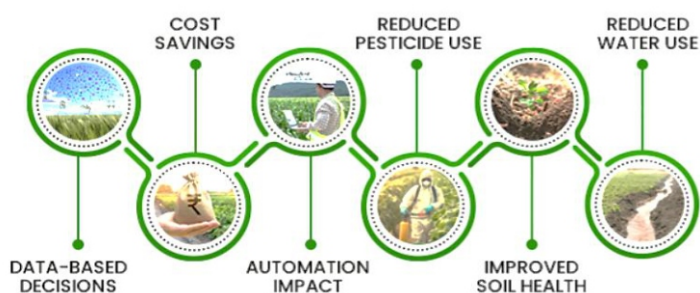 COST
SAVINGS
REDUCED
PESTICIDE USE
REDUCED
WATER USE
₹
DATA-BASED
DECISIONS
AUTOMATION
IMPACT
IMPROVED
SOIL HEALTH